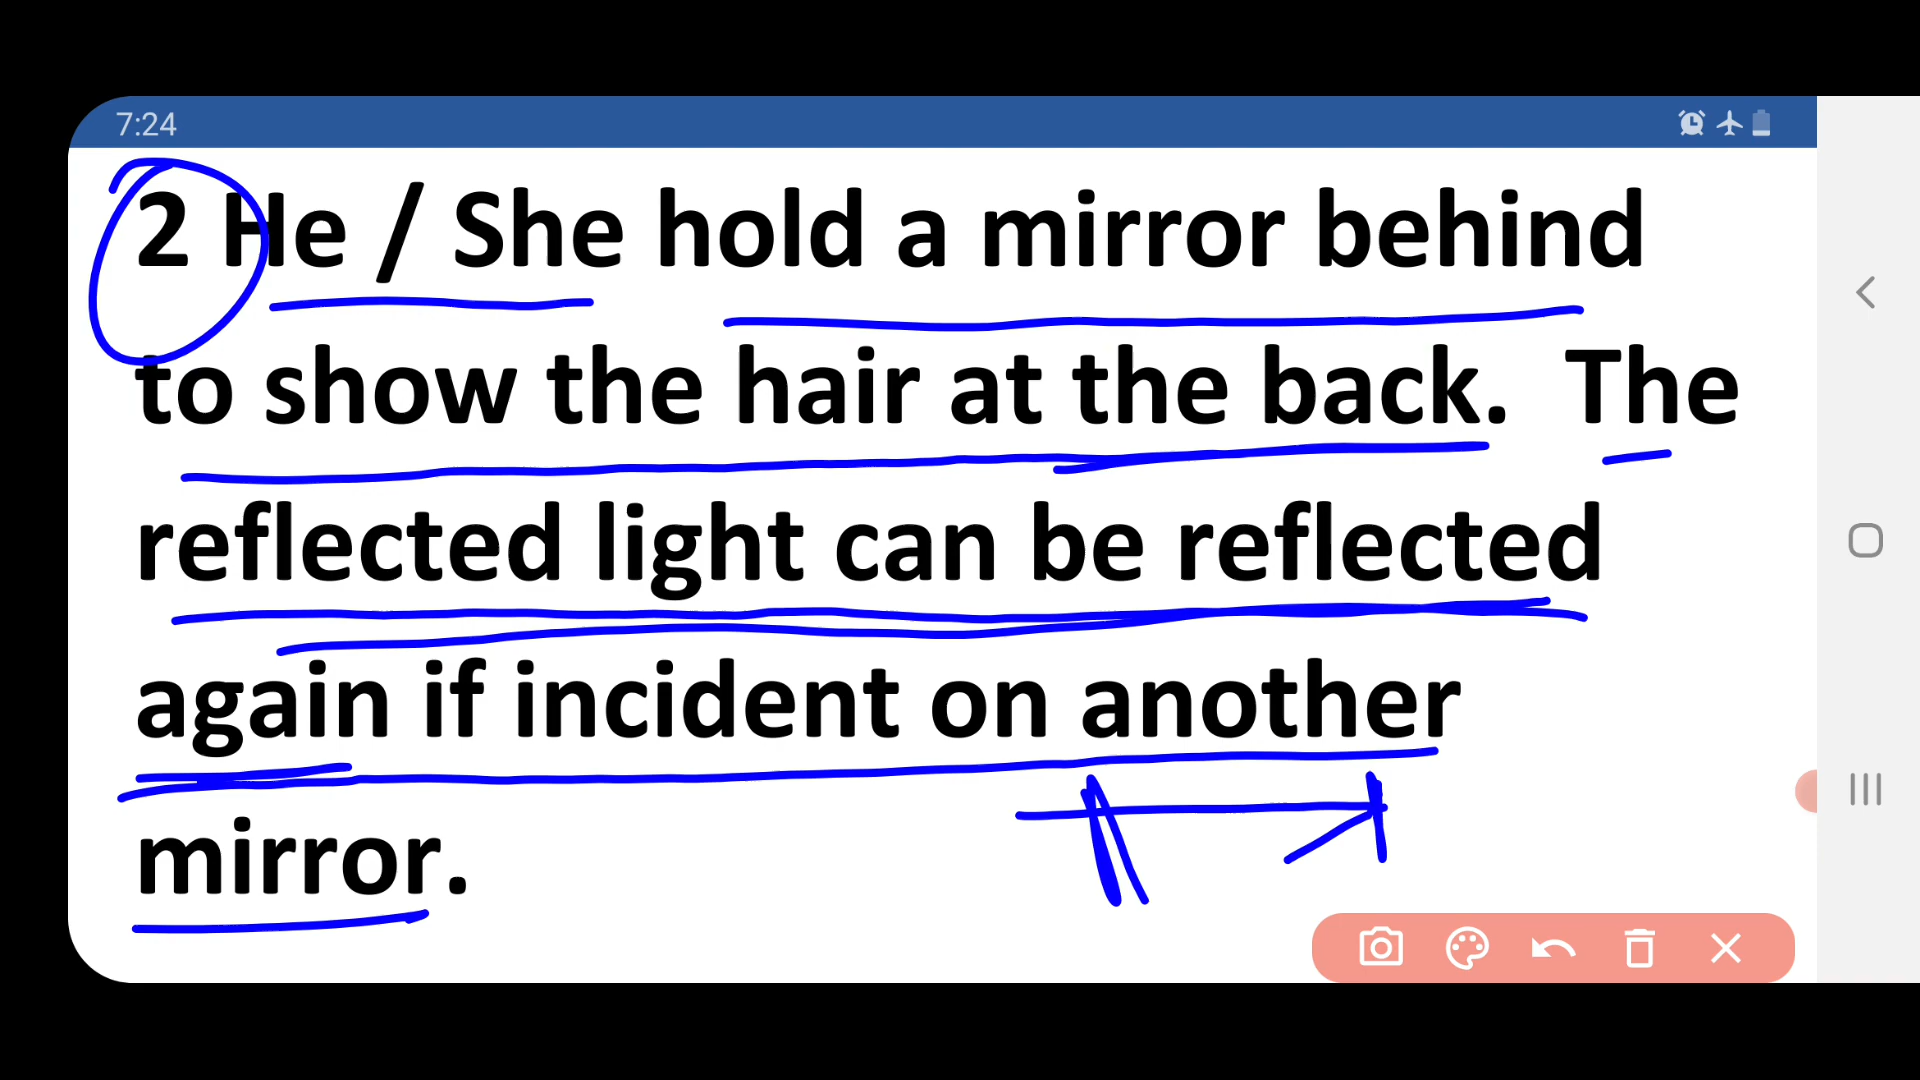 7:24
2 He / She hold a mirror behind
to show the hair at the back. The
reflected light can be reflected
again if incident on another
mirror.